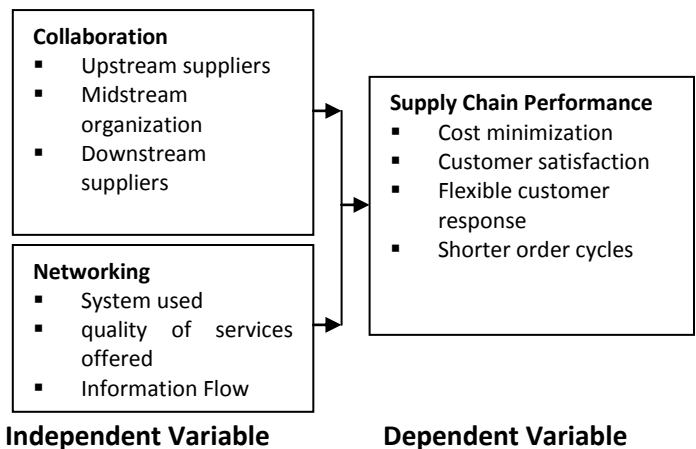 Collaboration
▪ Upstream suppliers
▪ Midstream
organization
▪ Downstream
suppliers
Networking
▪ System used
▪ quality of services
offered
▪ Information Flow
Independent Variable
Supply Chain Performance
▪ Cost minimization
▪ Customer satisfaction
▪ Flexible customer
response
▪ Shorter order cycles
Dependent Variable